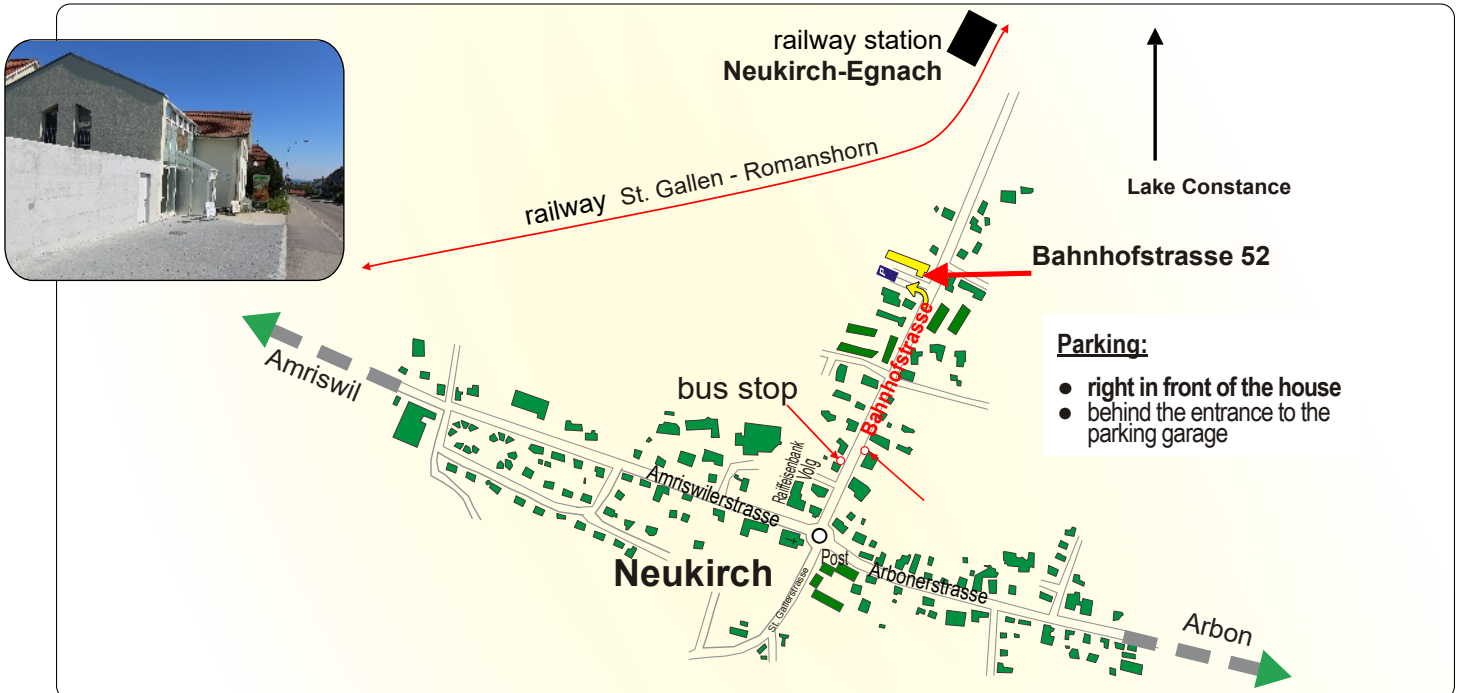 railway station
Neukirch-Egnach
railway St. Gallen - Romanshorn
Lake Constance
Bahnhofstrasse 52
P
Bahnhofstrasse
Parking:
● right in front of the house
● behind the entrance to the
parking garage
Amriswil
bus stop
Raiffeisenbank
Volg
Amriswilerstrasse
Neukirch
Post
Arbonerstrasse
St. Gallerstrasse
Arbon